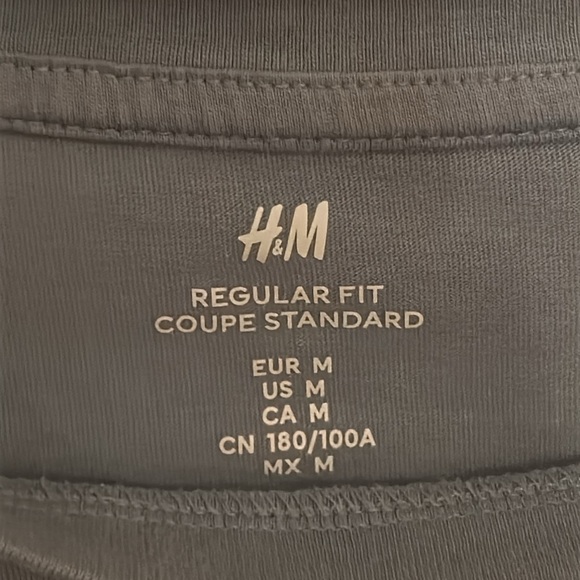 H&M
REGULAR FIT
COUPE STANDARD
EUR M
US M
CA M
CN 180/100A
MX M